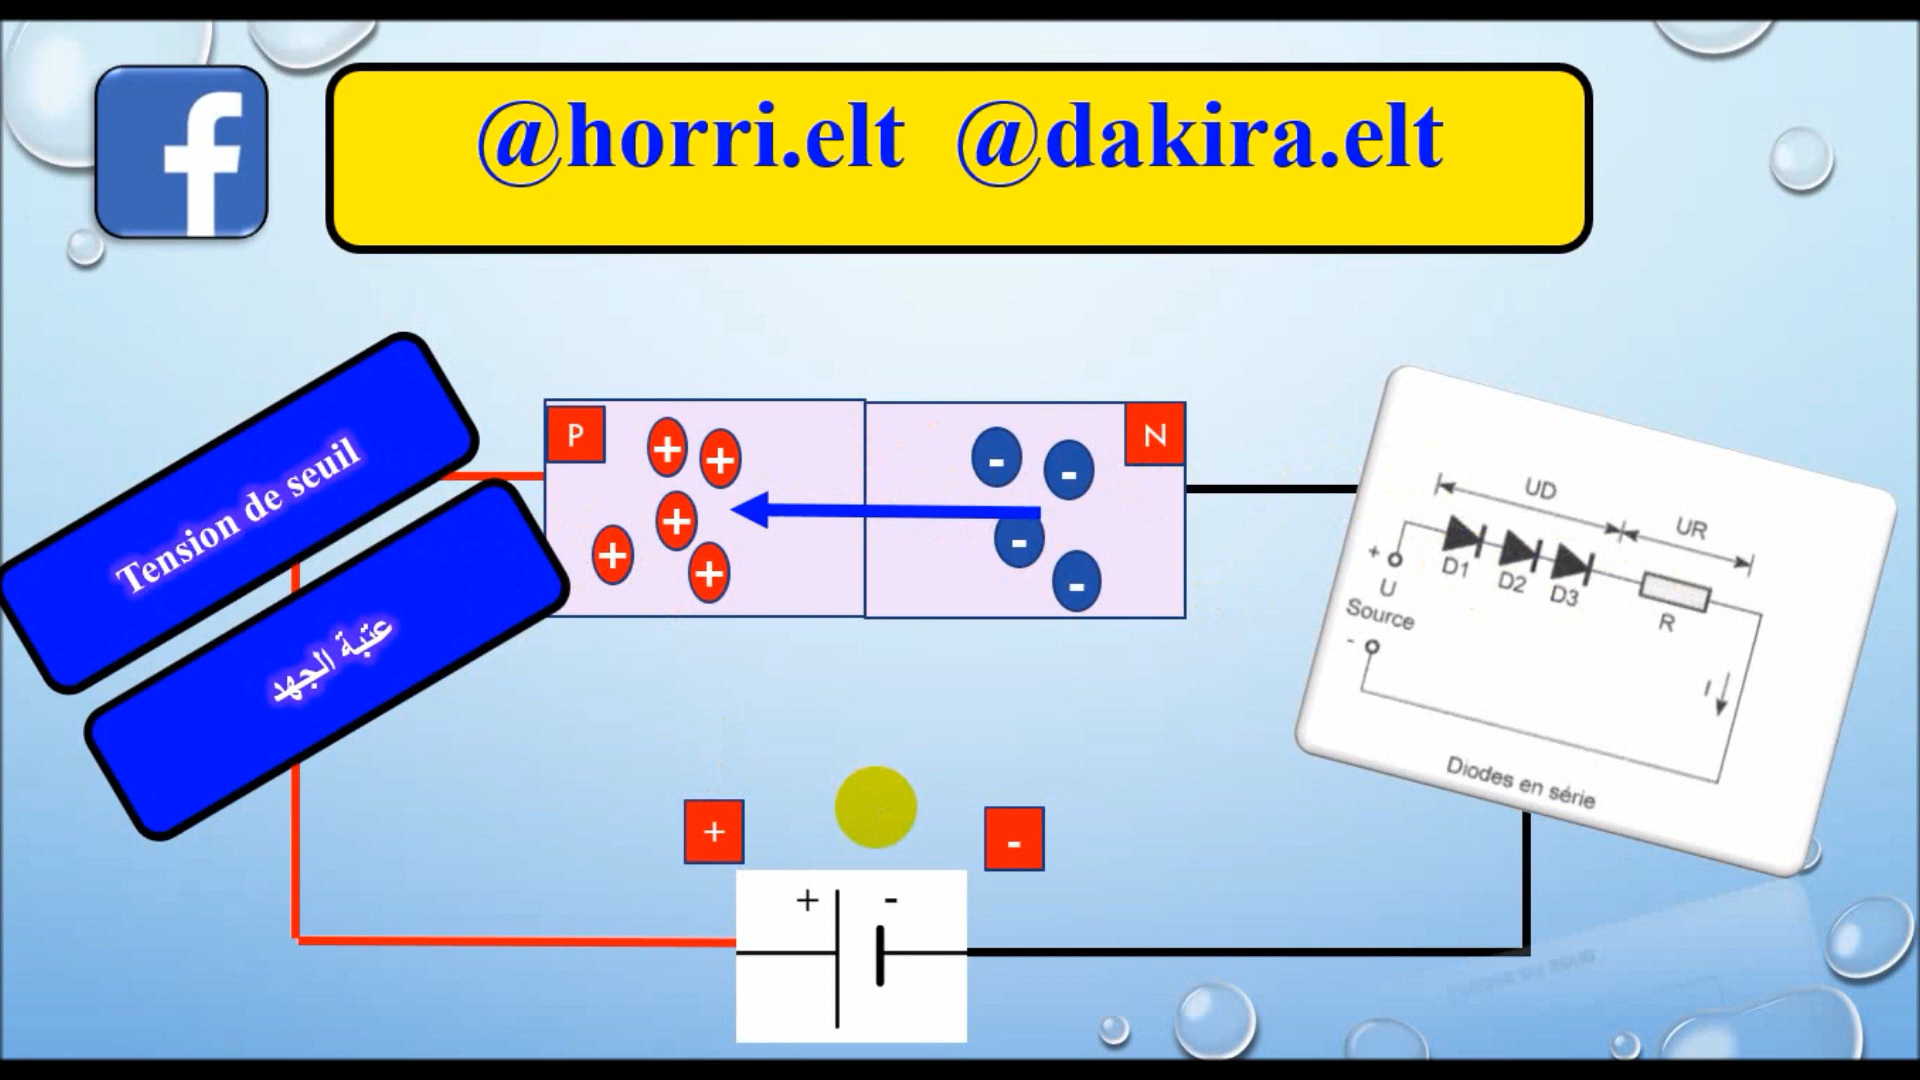 f
@horri.elt @dakira.elt
Tension de seuil
عتبة الجهد
P
+
+
+
+
+
N
-
-
-
-
UD
UR
+
U
Source
-
D1
D2
D3
R
I
Diodes en série
+
-
+
-